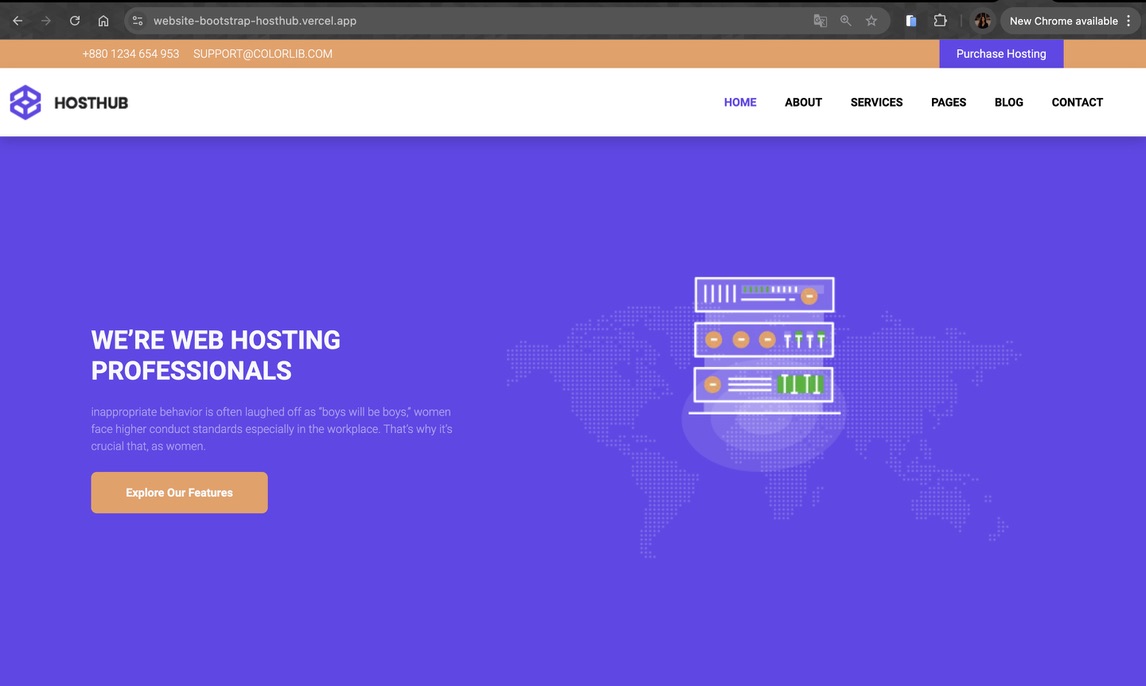 website-bootstrap-hosthub.vercel.app
New Chrome available
+880 1234 654 953 SUPPORT@COLORLIB.COM
Purchase Hosting
HOSTHUB
HOME ABOUT SERVICES PAGES BLOG CONTACT
WE’RE WEB HOSTING
PROFESSIONALS
inappropriate behavior is often laughed off as “boys will be boys,” women
face higher conduct standards especially in the workplace. That’s why it’s
crucial that, as women.
Explore Our Features